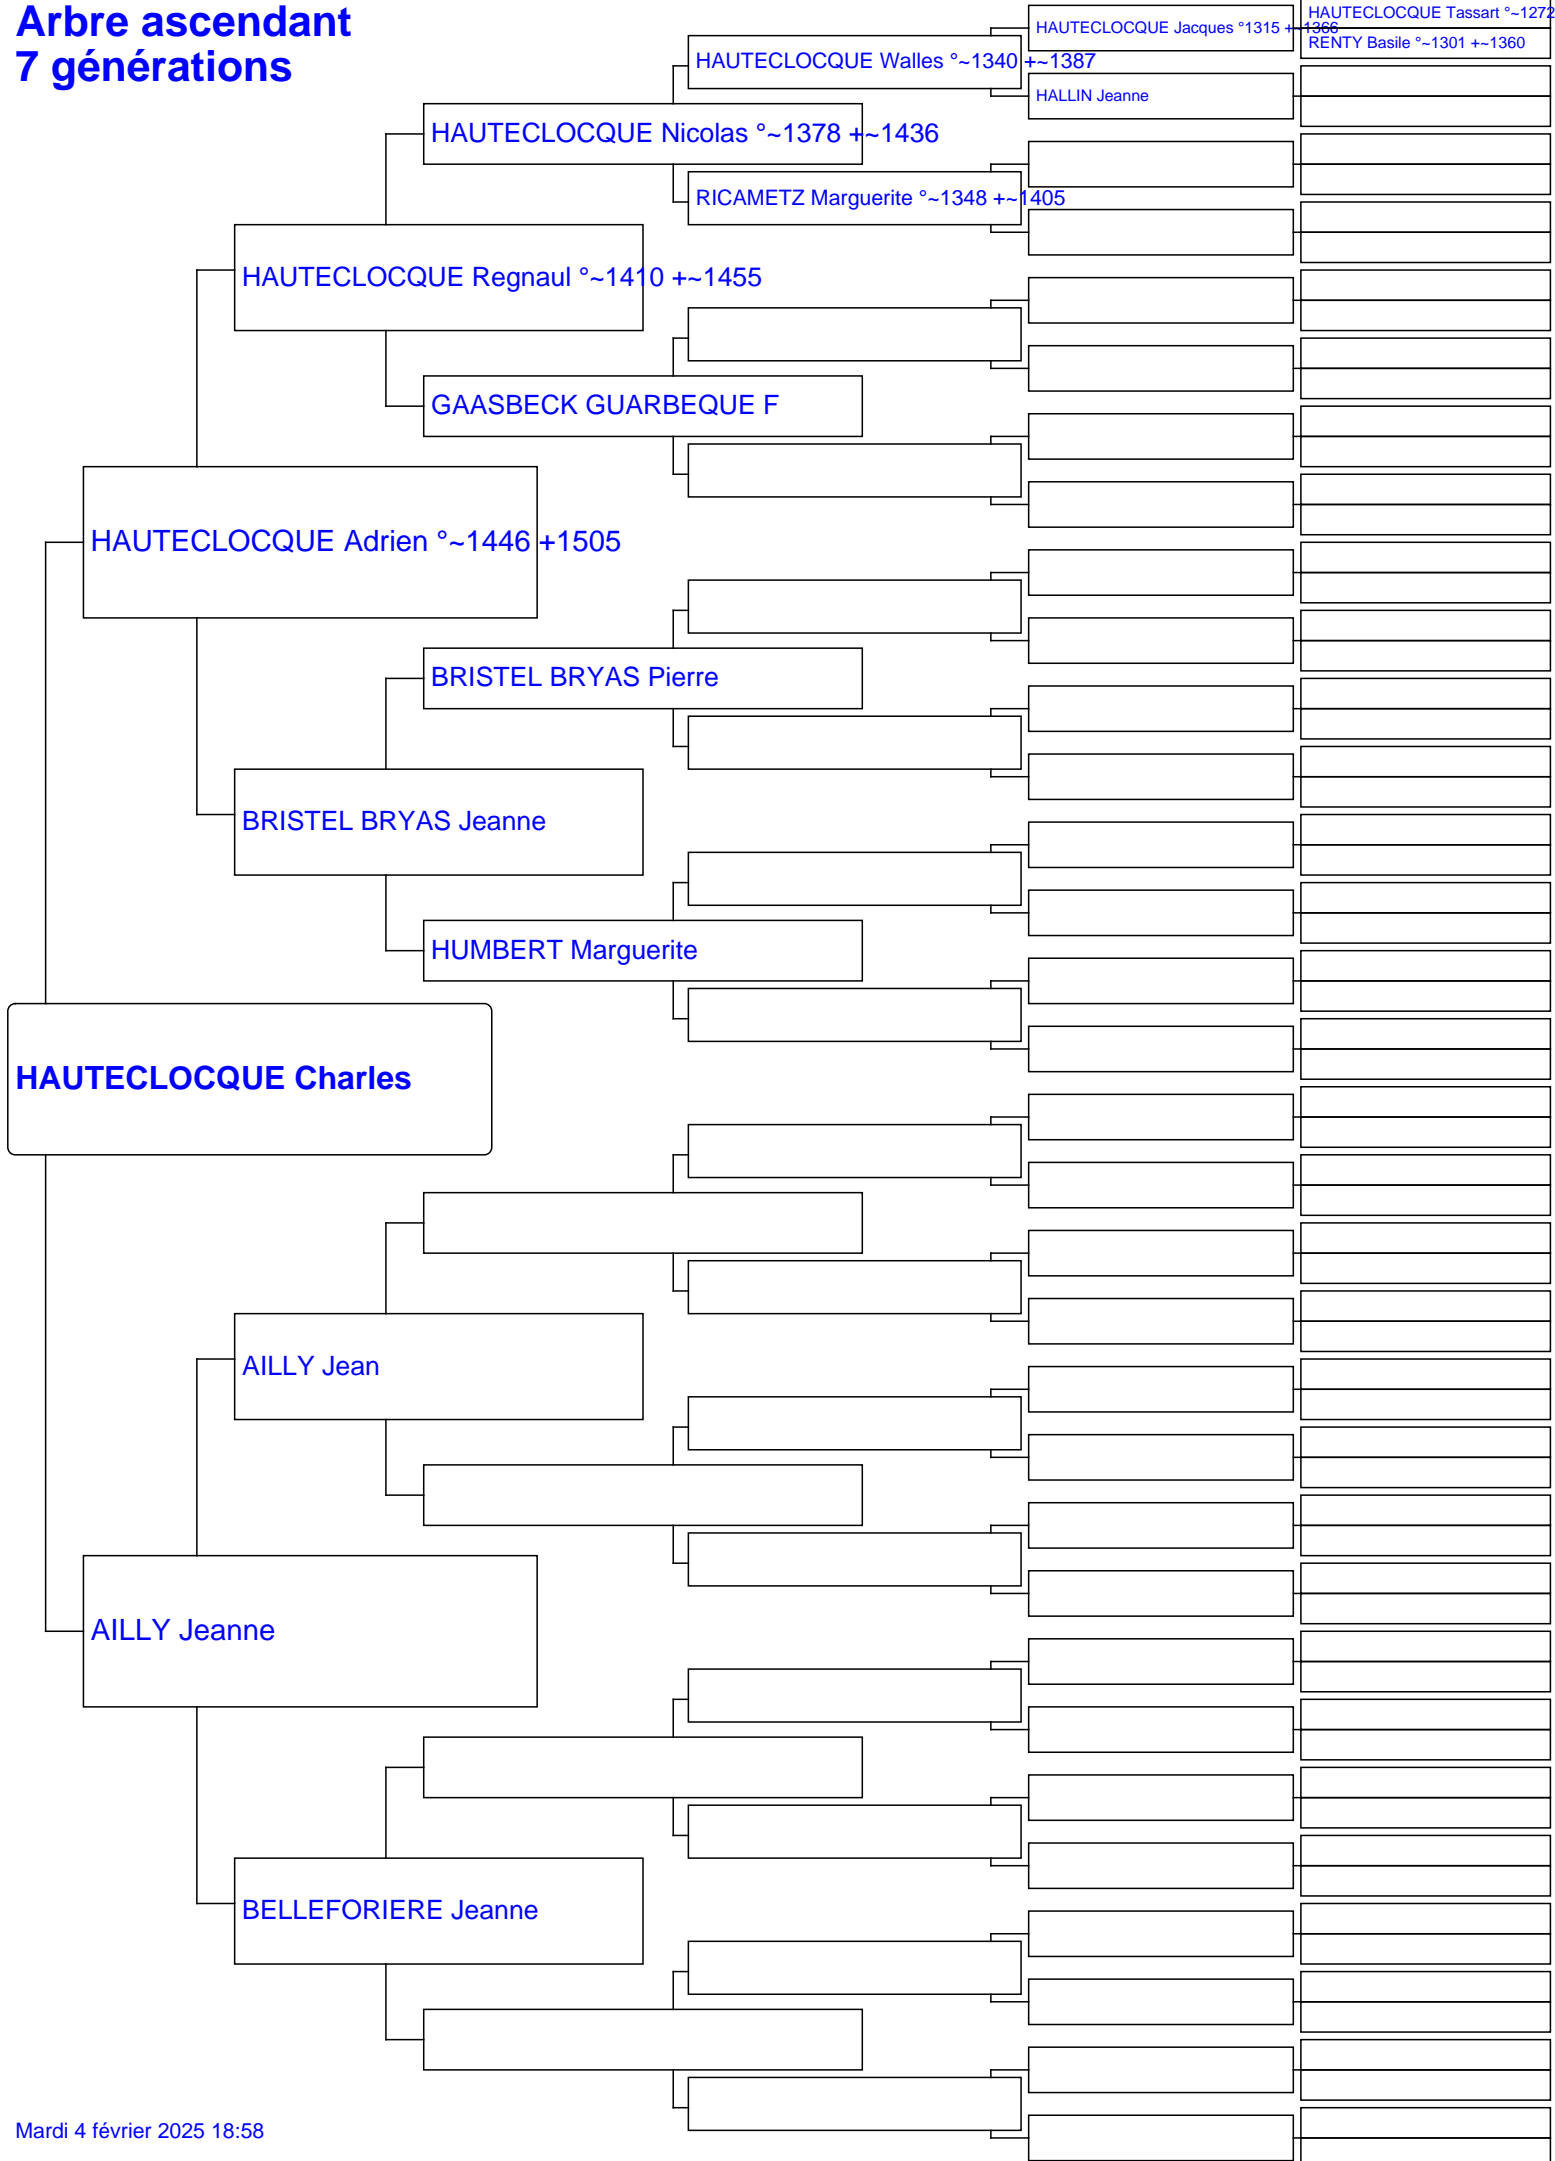 Arbre ascendant
7 générations
HAUTECLOCQUE Tassart °~1272
HAUTECLOCQUE Jacques °1315 +~1366
RENTY Basile °~1301 +~1360
HAUTECLOCQUE Walles °~1340 +~1387
HALLIN Jeanne
HAUTECLOCQUE Nicolas °~1378 +~1436
RICAMETZ Marguerite °~1348 +~1405
HAUTECLOCQUE Regnaul °~1410 +~1455
GAASBECK GUARBEQUE F
HAUTECLOCQUE Adrien °~1446 +1505
BRISTEL BRYAS Pierre
BRISTEL BRYAS Jeanne
HUMBERT Marguerite
HAUTECLOCQUE Charles
AILLY Jean
AILLY Jeanne
BELLEFORIERE Jeanne
Mardi 4 février 2025 18:58